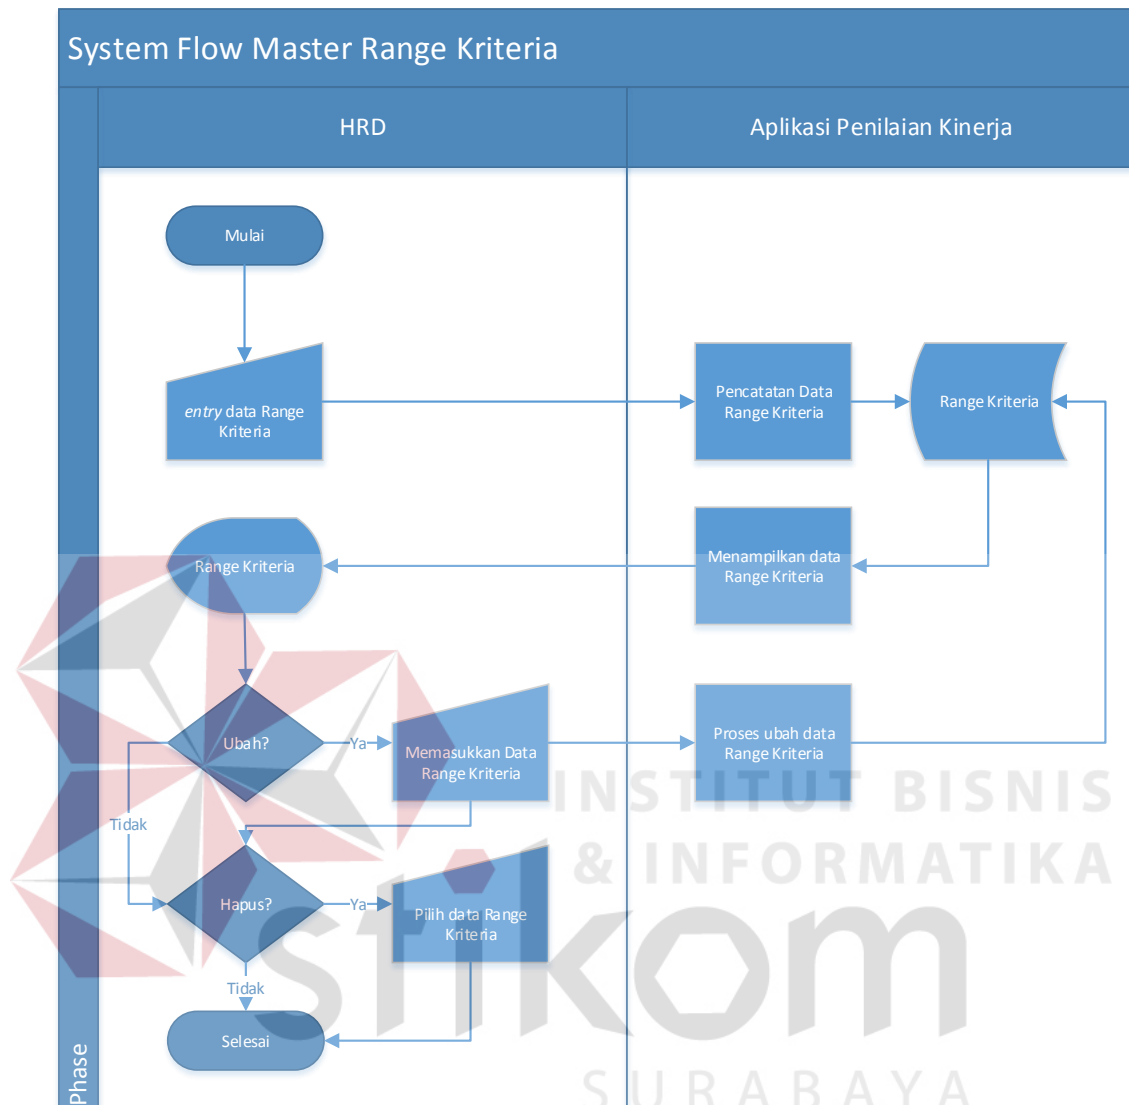 System Flow Master Range Kriteria
HRD
Aplikasi Penilaian Kinerja
Mulai
entry data Range
Kriteria
Pencatatan Data
Range Kriteria
Range Kriteria
Range Kriteria
Menampilkan data
Range Kriteria
Ubah?
Ya
Memasukkan Data
Range Kriteria
Proses ubah data
Range Kriteria
Tidak
Hapus?
Ya
Pilih data Range
Kriteria
Tidak
Selesai
Phase
INSTITUT BISNIS
& INFORMATIKA
stikom
SURABAYA